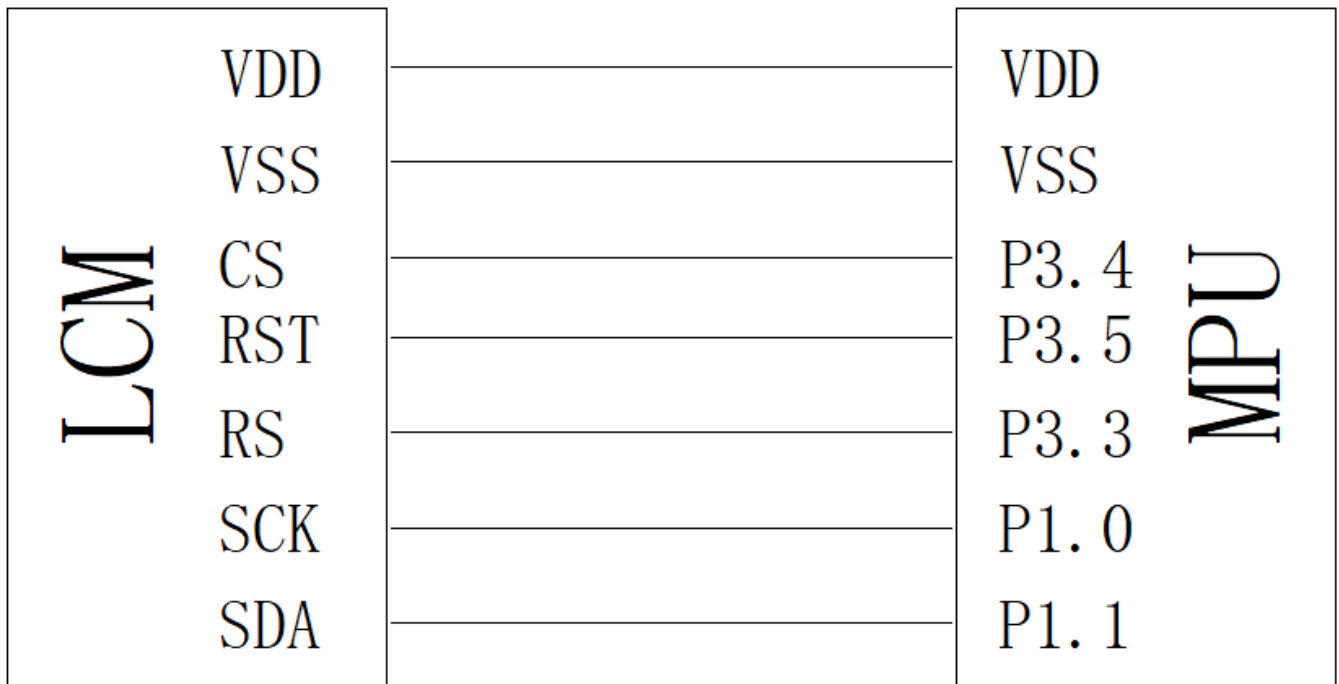 LCM
VDD
VSS
CS
RST
RS
SCK
SDA
VDD
VSS
P3.4
P3.5
P3.3
P1.0
P1.1
MPU